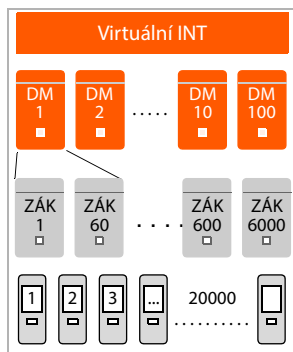 Virtuální INT
DM 1
DM 2
.....
DM 10
DM 100
ZÁK 1
ZÁK 60
. . . .
ZÁK 600
ZÁK 6000
1
2
3
...
20000
..........